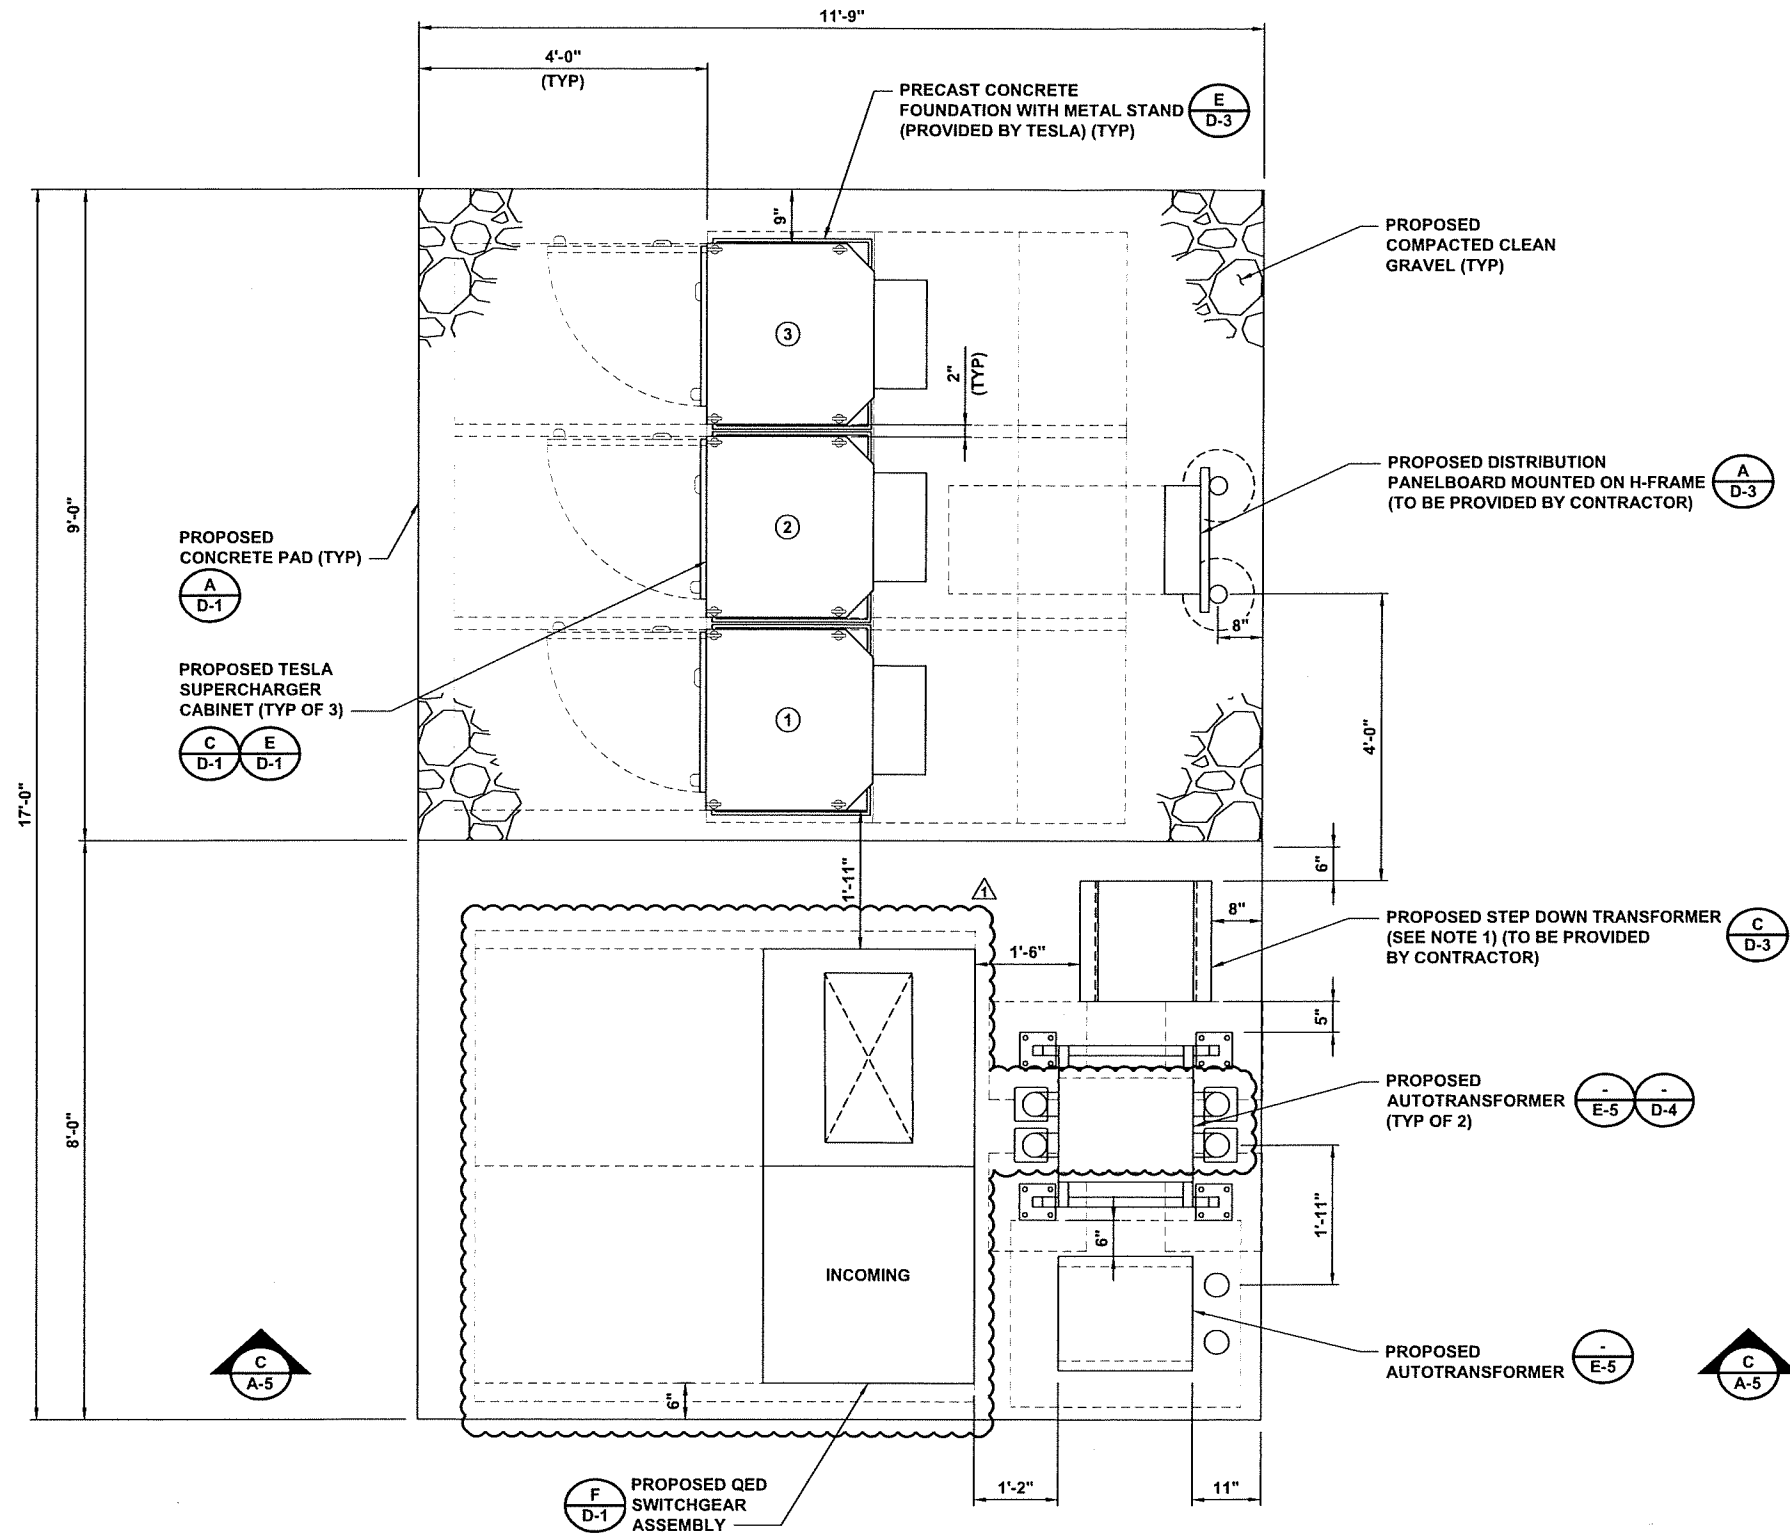 11'-9"
4'-0"
(TYP)
PRECAST CONCRETE
FOUNDATION WITH METAL STAND
(PROVIDED BY TESLA) (TYP)
E
D-3
9"
PROPOSED
COMPACTED CLEAN
GRAVEL (TYP)
3
2"
(TYP)
PROPOSED DISTRIBUTION
PANELBOARD MOUNTED ON H-FRAME
(TO BE PROVIDED BY CONTRACTOR)
A
D-3
9'-0"
2
PROPOSED
CONCRETE PAD (TYP)
A
D-1
8"
PROPOSED TESLA
SUPERCHARGER
CABINET (TYP OF 3)
C
D-1
E
D-1
1
4'-0"
17'-0"
6"
1'-11"
1
8"
PROPOSED STEP DOWN TRANSFORMER
(SEE NOTE 1) (TO BE PROVIDED
BY CONTRACTOR)
C
D-3
1'-6"
5"
PROPOSED
AUTOTRANSFORMER
(TYP OF 2)
-
E-5
-
D-4
8'-0"
1'-11"
6"
INCOMING
PROPOSED
AUTOTRANSFORMER
-
E-5
C
A-5
C
A-5
6"
1'-2"
11"
F
D-1
PROPOSED QED
SWITCHGEAR
ASSEMBLY